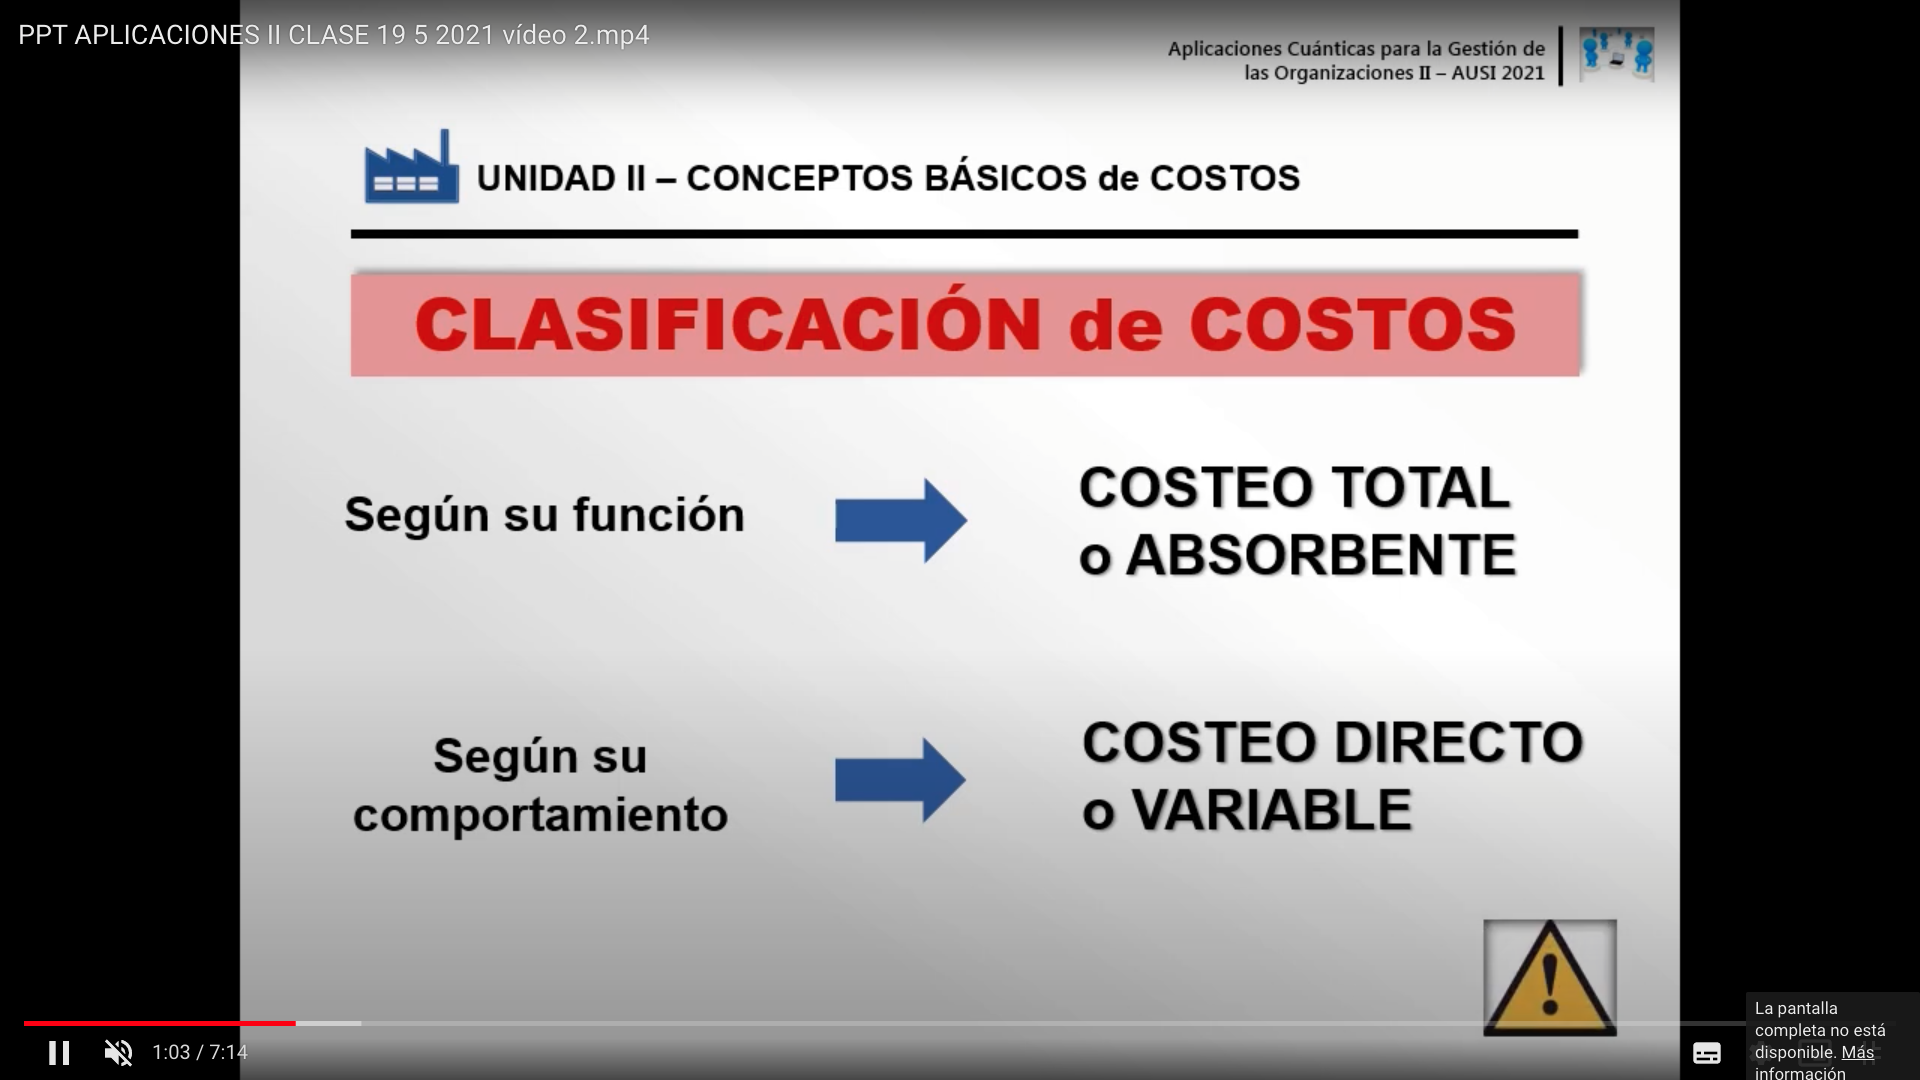 PPT APLICACIONES II CLASE 19 5 2021 vídeo 2.mp4
Aplicaciones Cuánticas para la Gestión de
las Organizaciones II – AUSI 2021
UNIDAD II – CONCEPTOS BÁSICOS de COSTOS
CLASIFICACIÓN de COSTOS
Según su función
COSTEO TOTAL
o ABSORBENTE
Según su
comportamiento
COSTEO DIRECTO
o VARIABLE
1:03 / 7:14
La pantalla
completa no está
disponible. Más
información